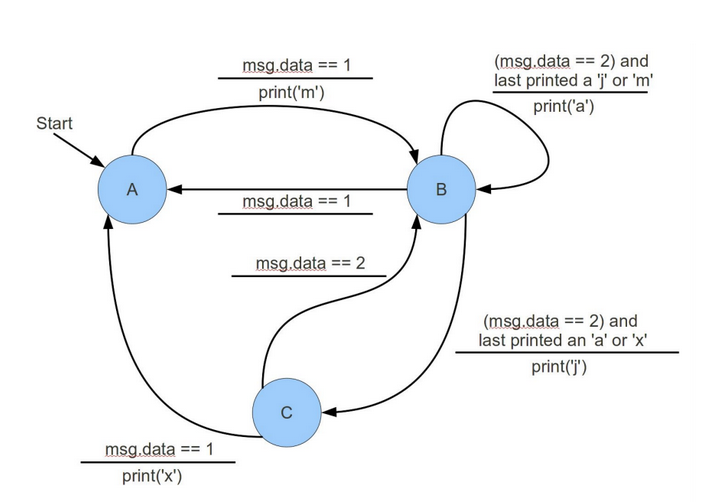 msg.data == 1
print('m')
(msg.data == 2) and
last printed a 'j' or 'm'
print('a')
Start
A
B
msg.data == 1
msg.data == 2
(msg.data == 2) and
last printed an 'a' or 'x'
print('j')
C
msg.data == 1
print('x')